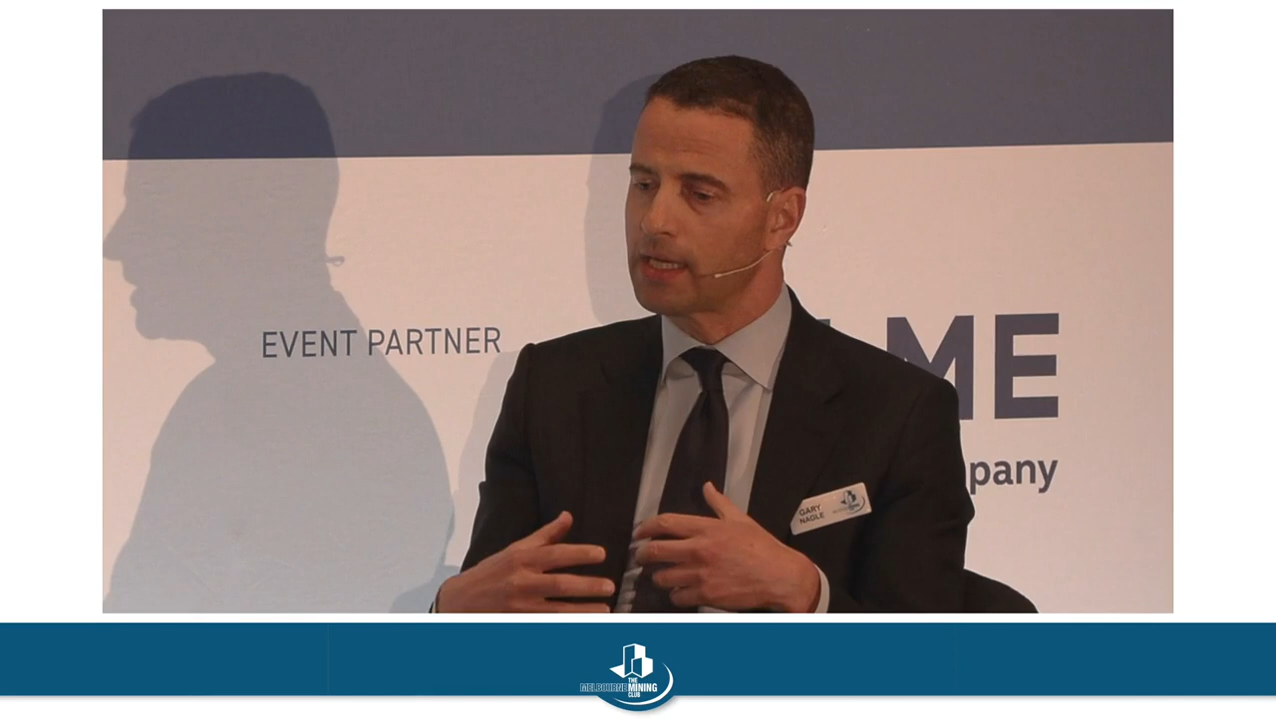 EVENT PARTNER
ME
pany
GARY
NAGLE
THE
MELBOURNE MINING
CLUB